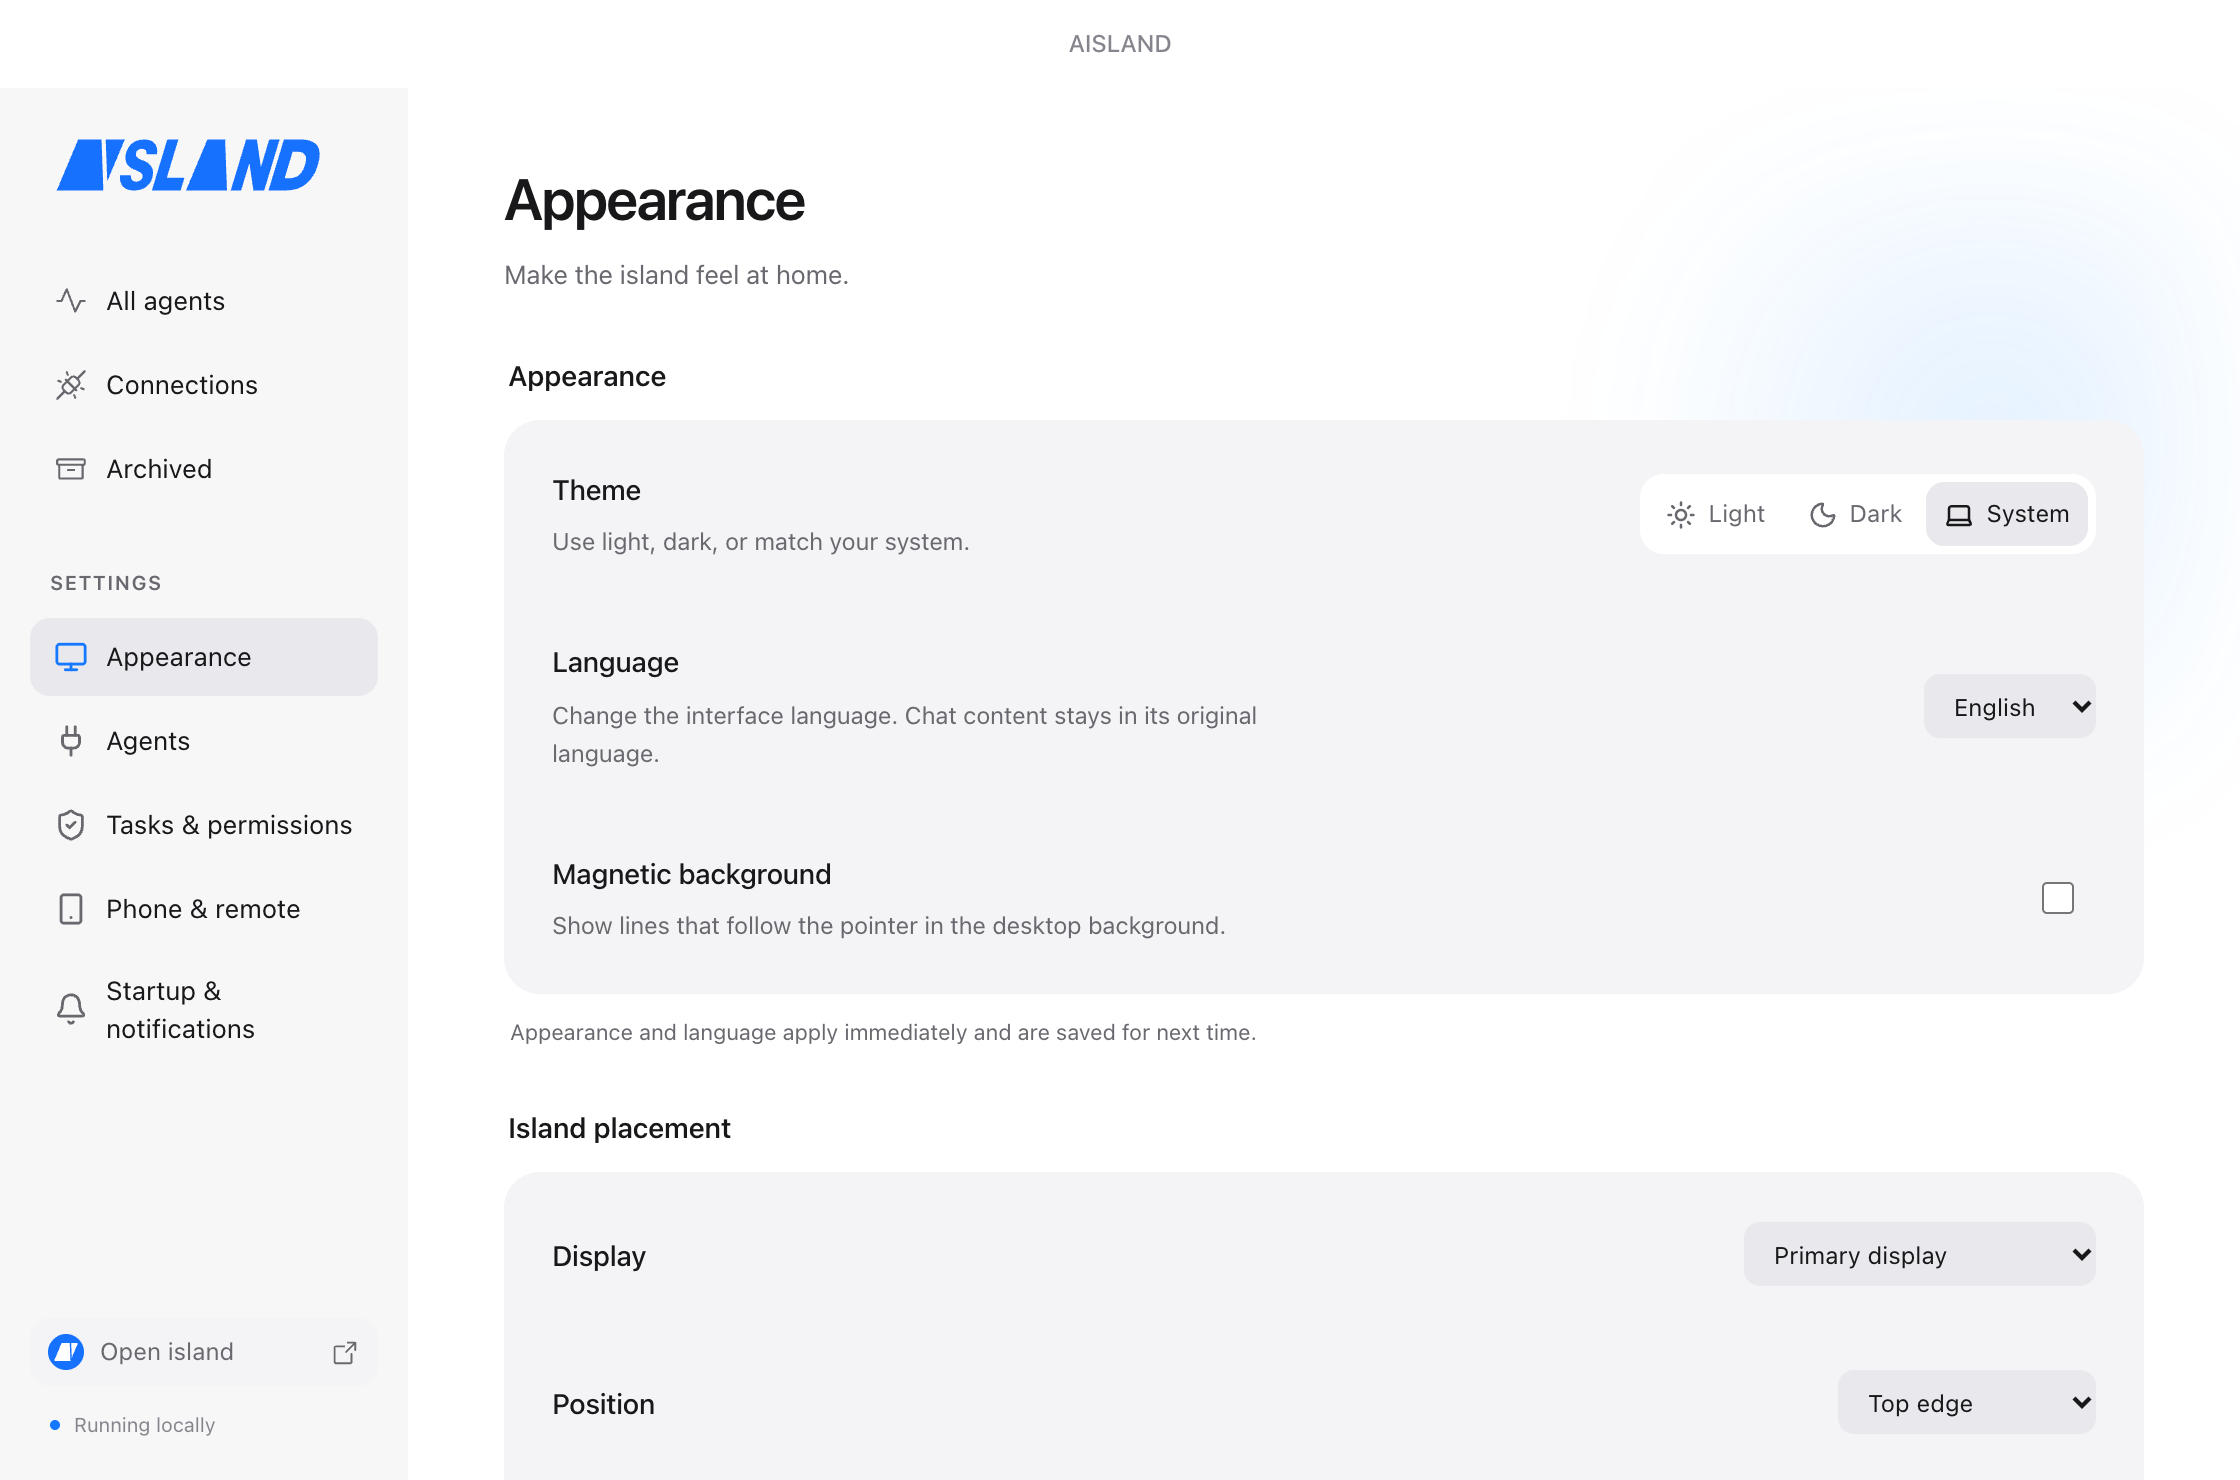 AISLAND
AISLAND
All agents
Connections
Archived
SETTINGS
Appearance
Agents
Tasks & permissions
Phone & remote
Startup &
notifications
Open island
Running locally
Appearance
Make the island feel at home.
Appearance
Theme
Use light, dark, or match your system.
Light
Dark
System
Language
Change the interface language. Chat content stays in its original
language.
English
Magnetic background
Show lines that follow the pointer in the desktop background.
Appearance and language apply immediately and are saved for next time.
Island placement
Display
Primary display
Position
Top edge